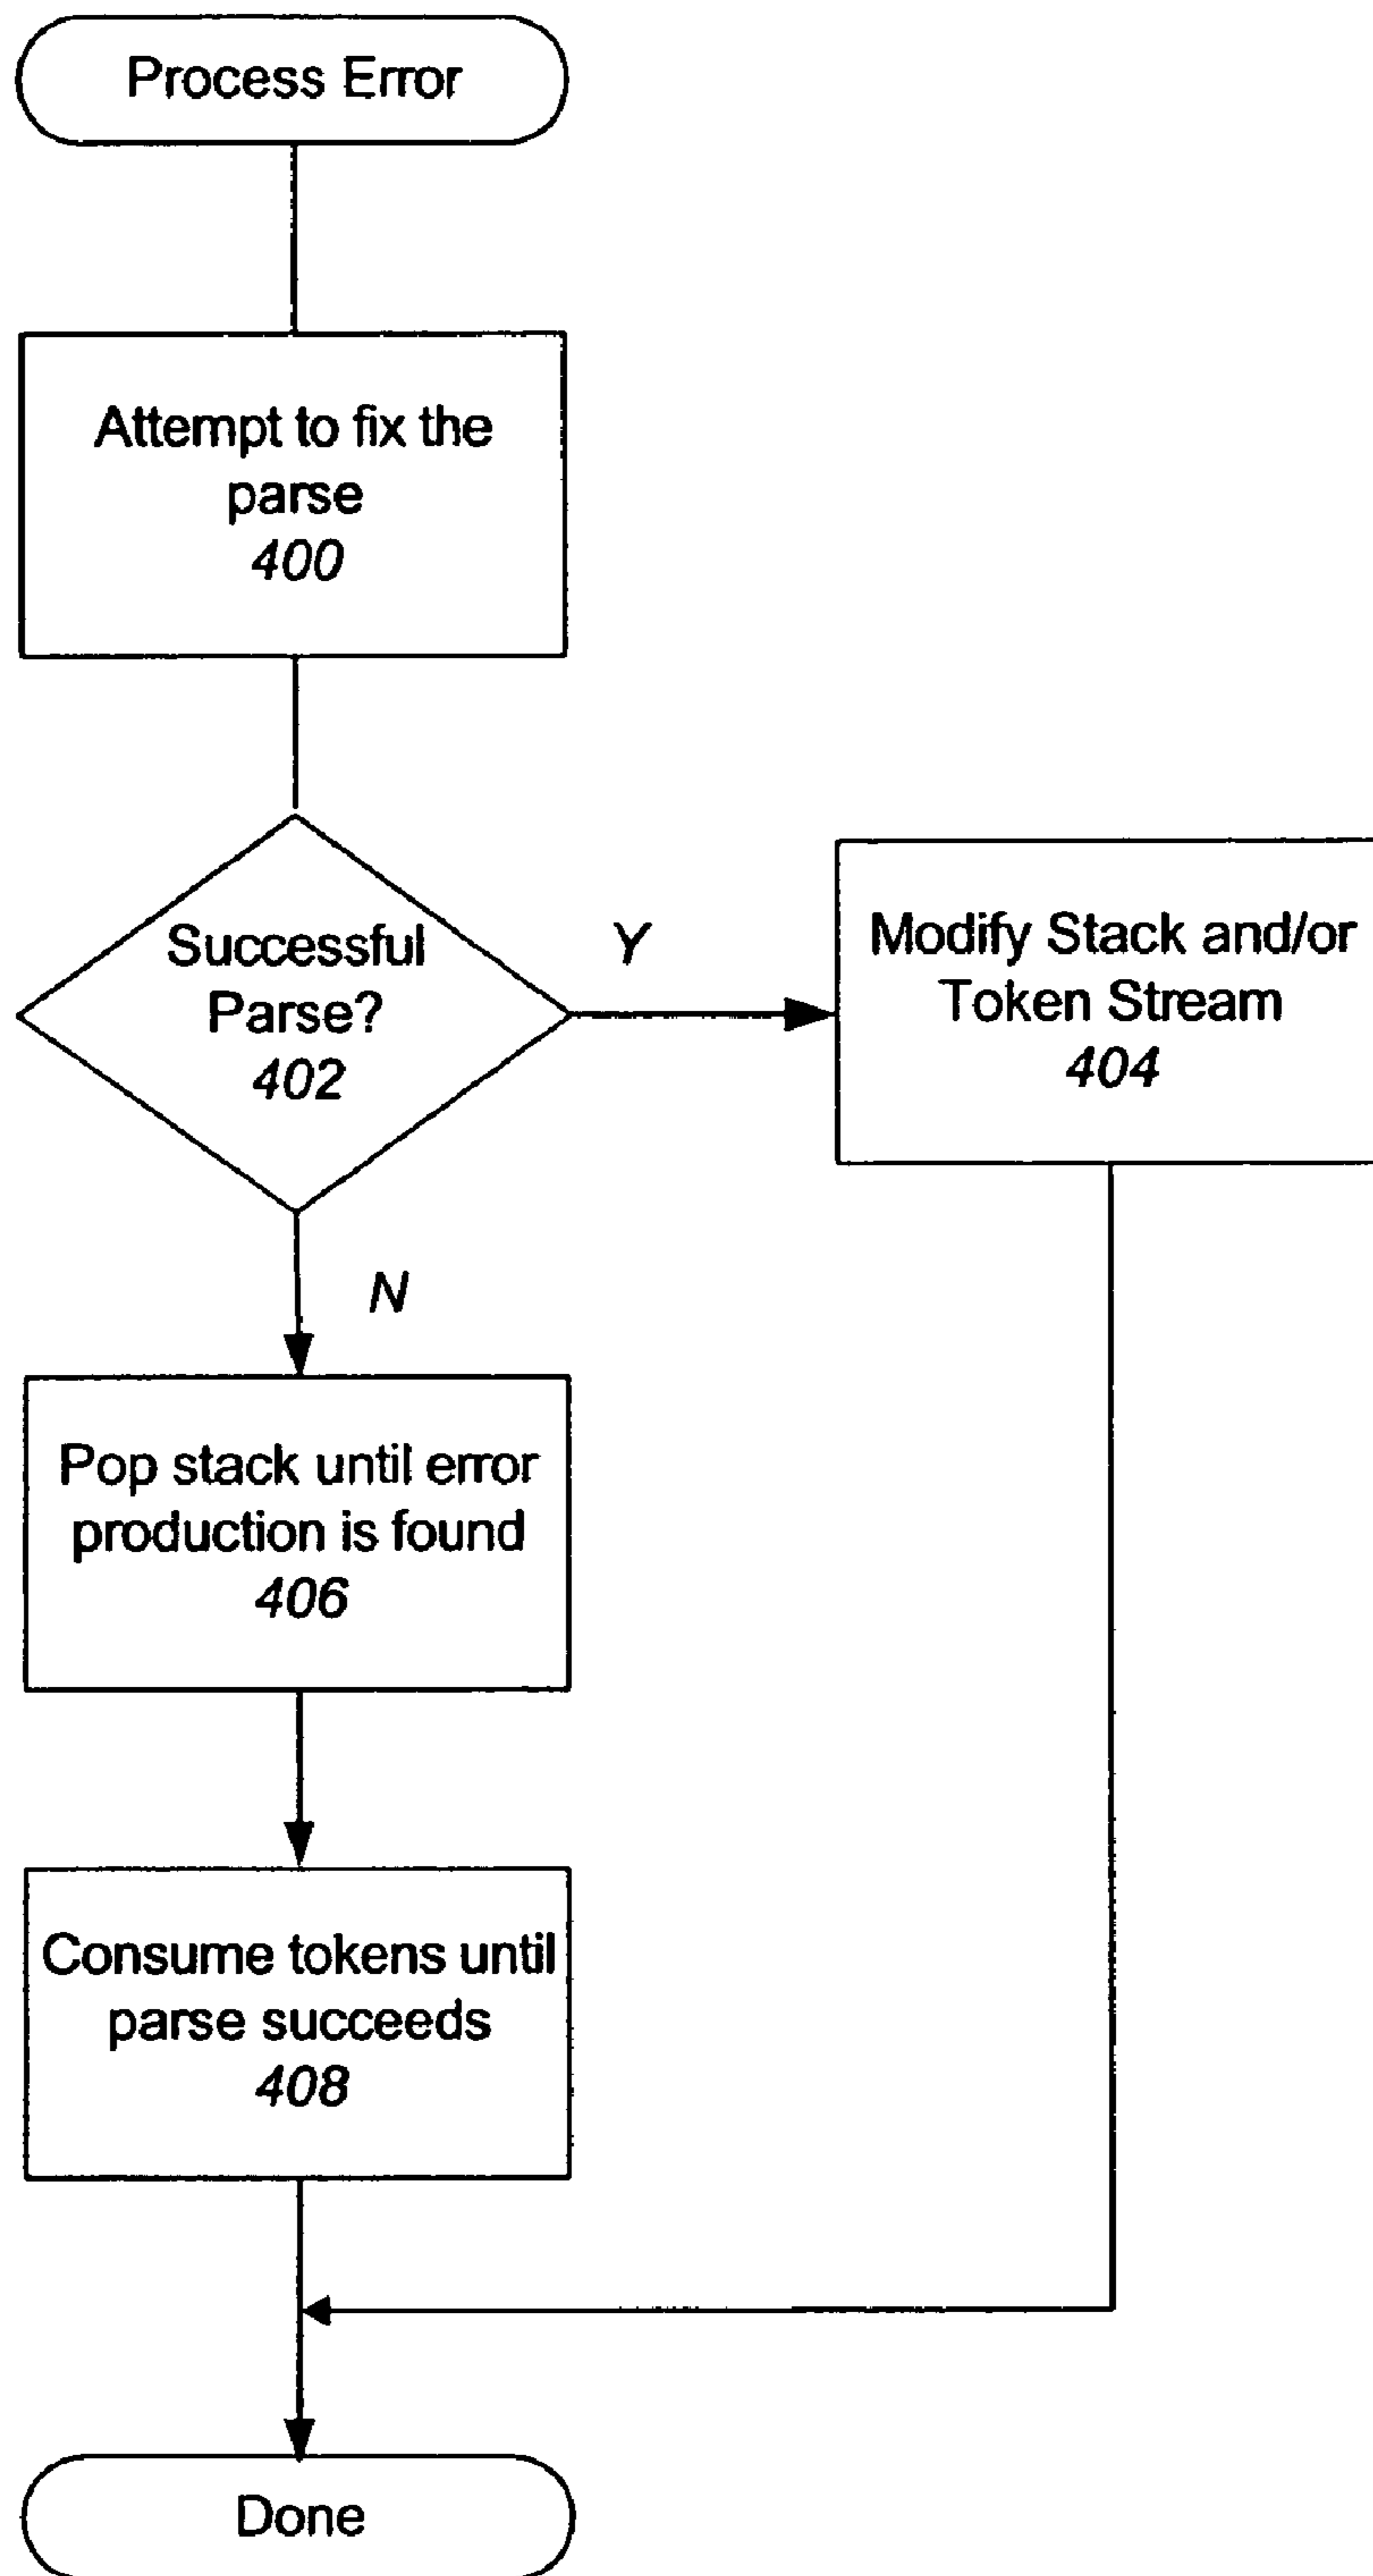 Process Error
Attempt to fix the
parse
400
Successful
Parse?
402
Y
Modify Stack and/or
Token Stream
404
N
Pop stack until error
production is found
406
Consume tokens until
parse succeeds
408
Done